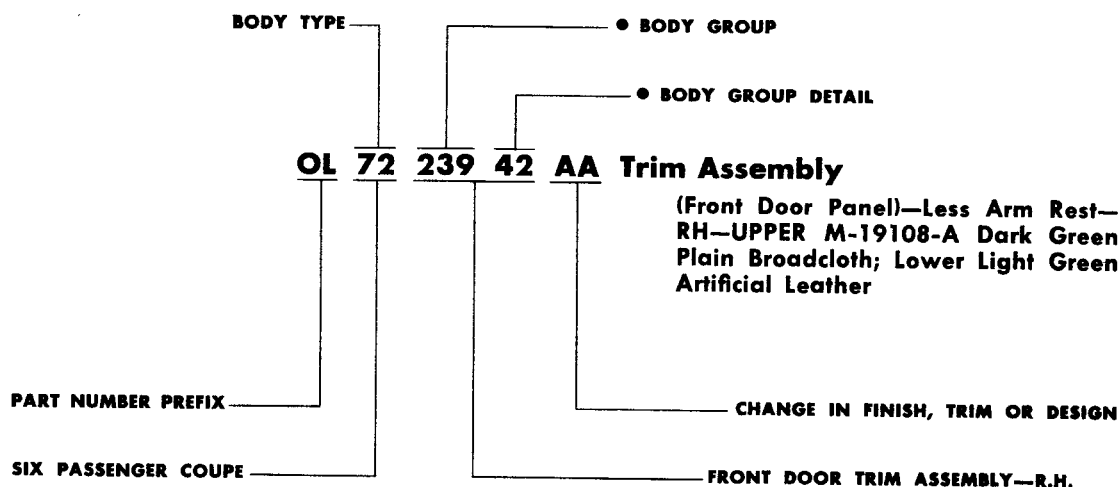 BODY TYPE
● BODY GROUP
● BODY GROUP DETAIL
OL 72 239 42 AA Trim Assembly
(Front Door Panel)—Less Arm Rest—
RH—UPPER M-19108-A Dark Green
Plain Broadcloth; Lower Light Green
Artificial Leather
PART NUMBER PREFIX
CHANGE IN FINISH, TRIM OR DESIGN
SIX PASSENGER COUPE
FRONT DOOR TRIM ASSEMBLY—R.H.